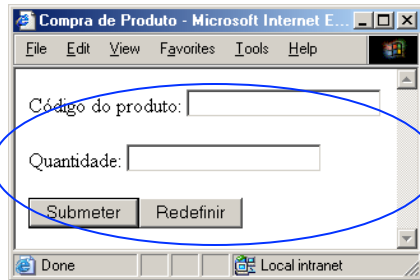 Compra de Produto - Microsoft Internet E...
File Edit View Favorites Tools Help
Código do produto:
Quantidade:
Submeter Redefinir
Done Local intranet